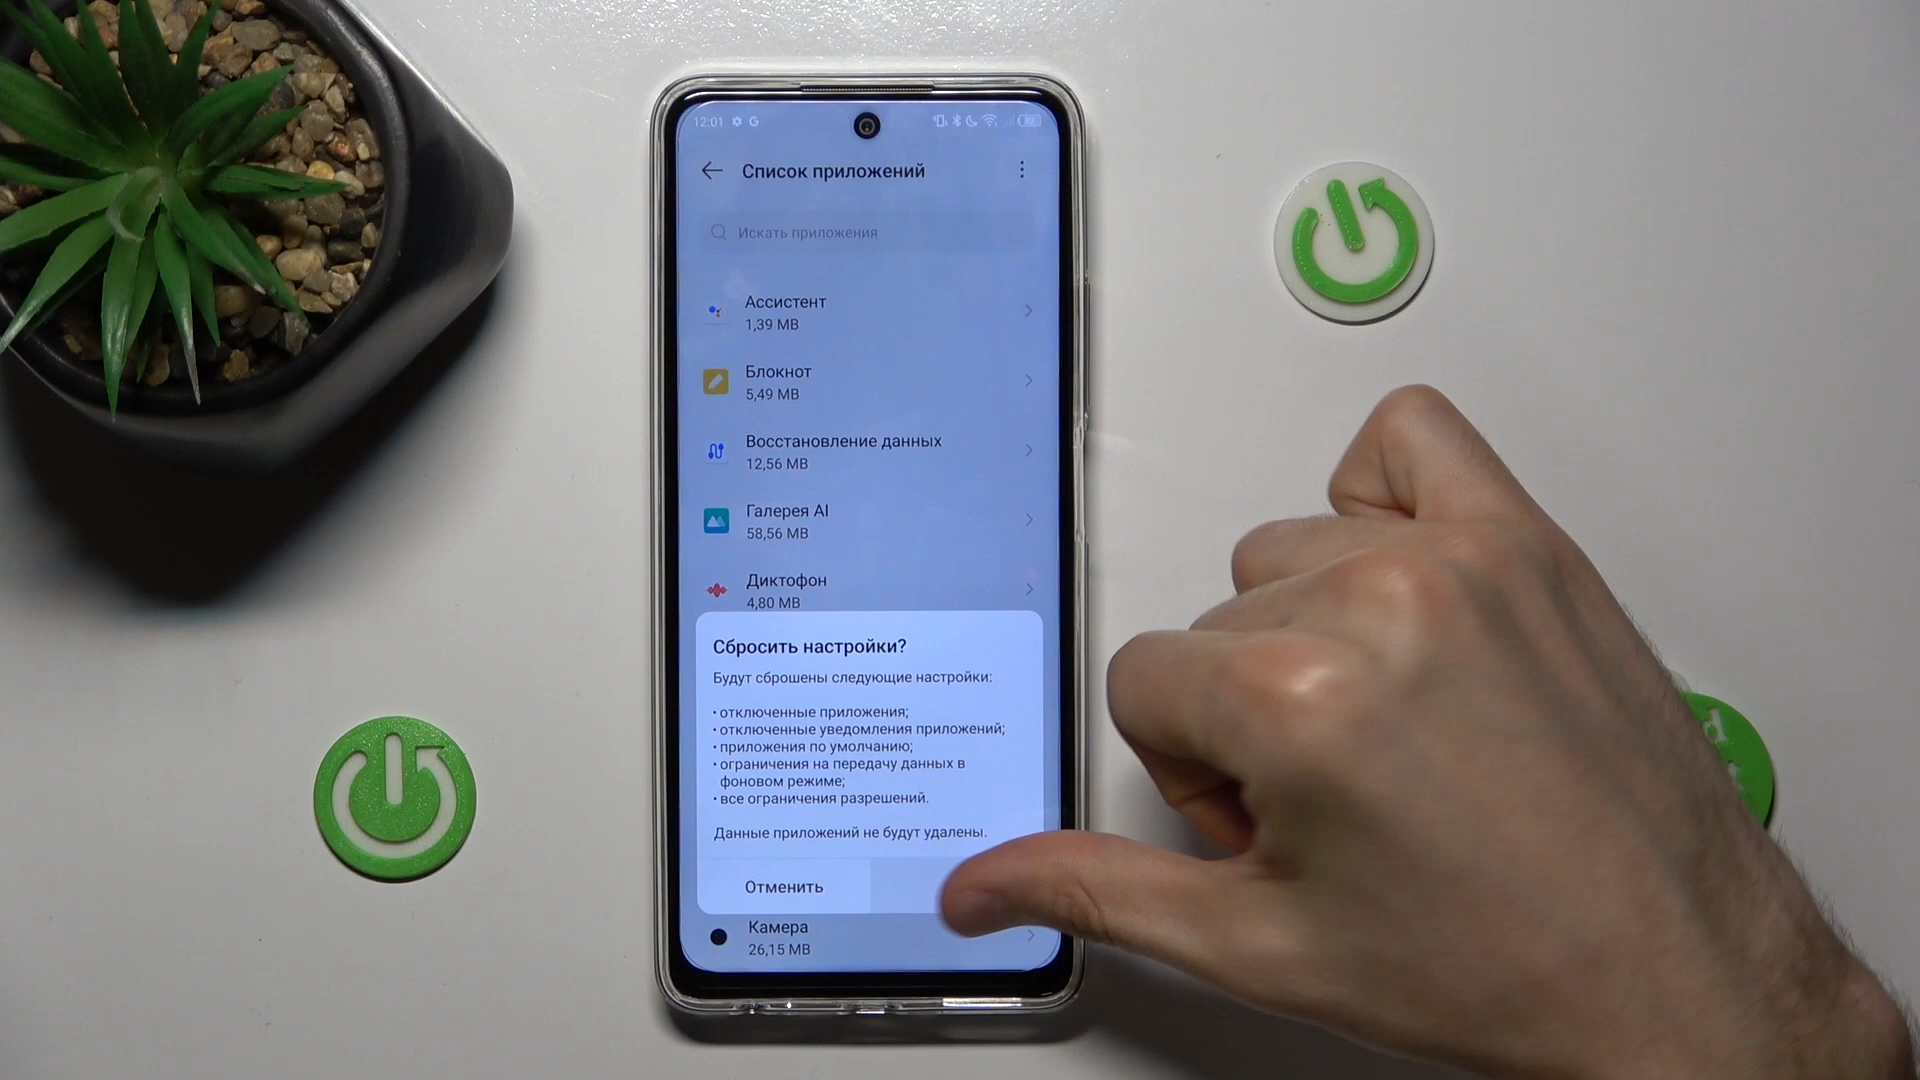 12:01 G 82
Список приложений
Искать приложения
Ассистент
1,39 MB
Блокнот
5,49 MB
Восстановление данных
12,56 MB
Галерея AI
58,56 MB
Диктофон
4,80 MB
Сбросить настройки?
Будут сброшены следующие настройки:
• отключенные приложения;
• отключенные уведомления приложений;
• приложения по умолчанию;
• ограничения на передачу данных в
фоновом режиме;
• все ограничения разрешений.
Данные приложений не будут удалены.
Отменить
Камера
26,15 MB